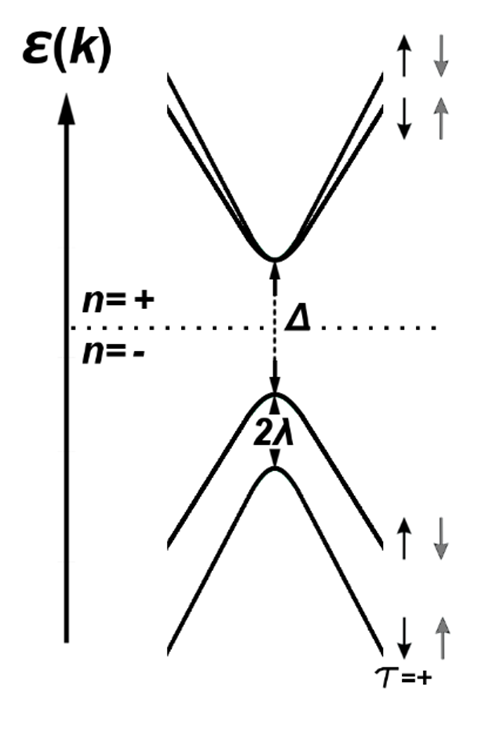 ε(k)
n=+
Δ
n=-
2λ
τ=+